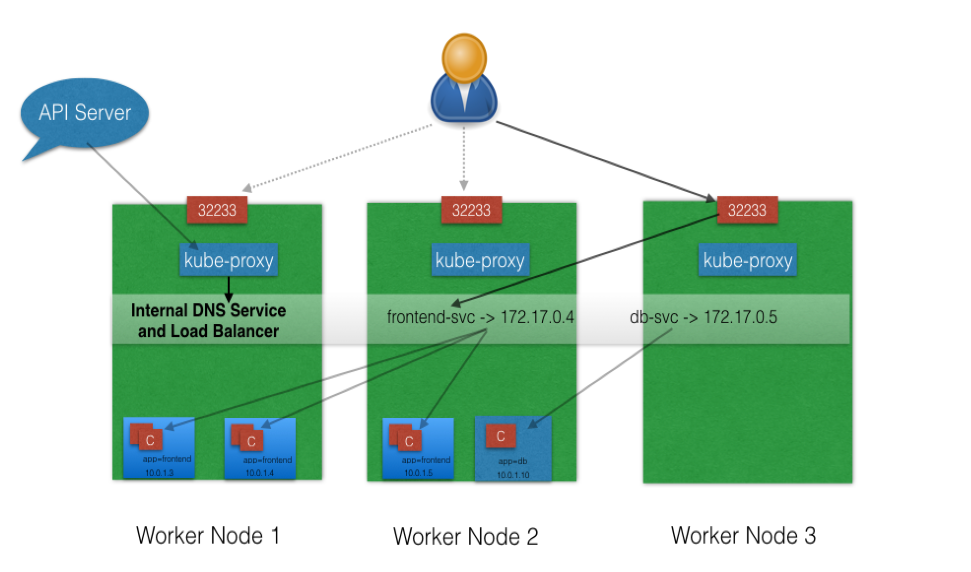 API Server
32233
32233
32233
kube-proxy
kube-proxy
kube-proxy
Internal DNS Service
and Load Balancer
frontend-svc -> 172.17.0.4
db-svc -> 172.17.0.5
C
app=frontend
10.0.1.3
C
app=frontend
10.0.1.4
C
app=frontend
10.0.1.5
C
app=db
10.0.1.10
Worker Node 1
Worker Node 2
Worker Node 3